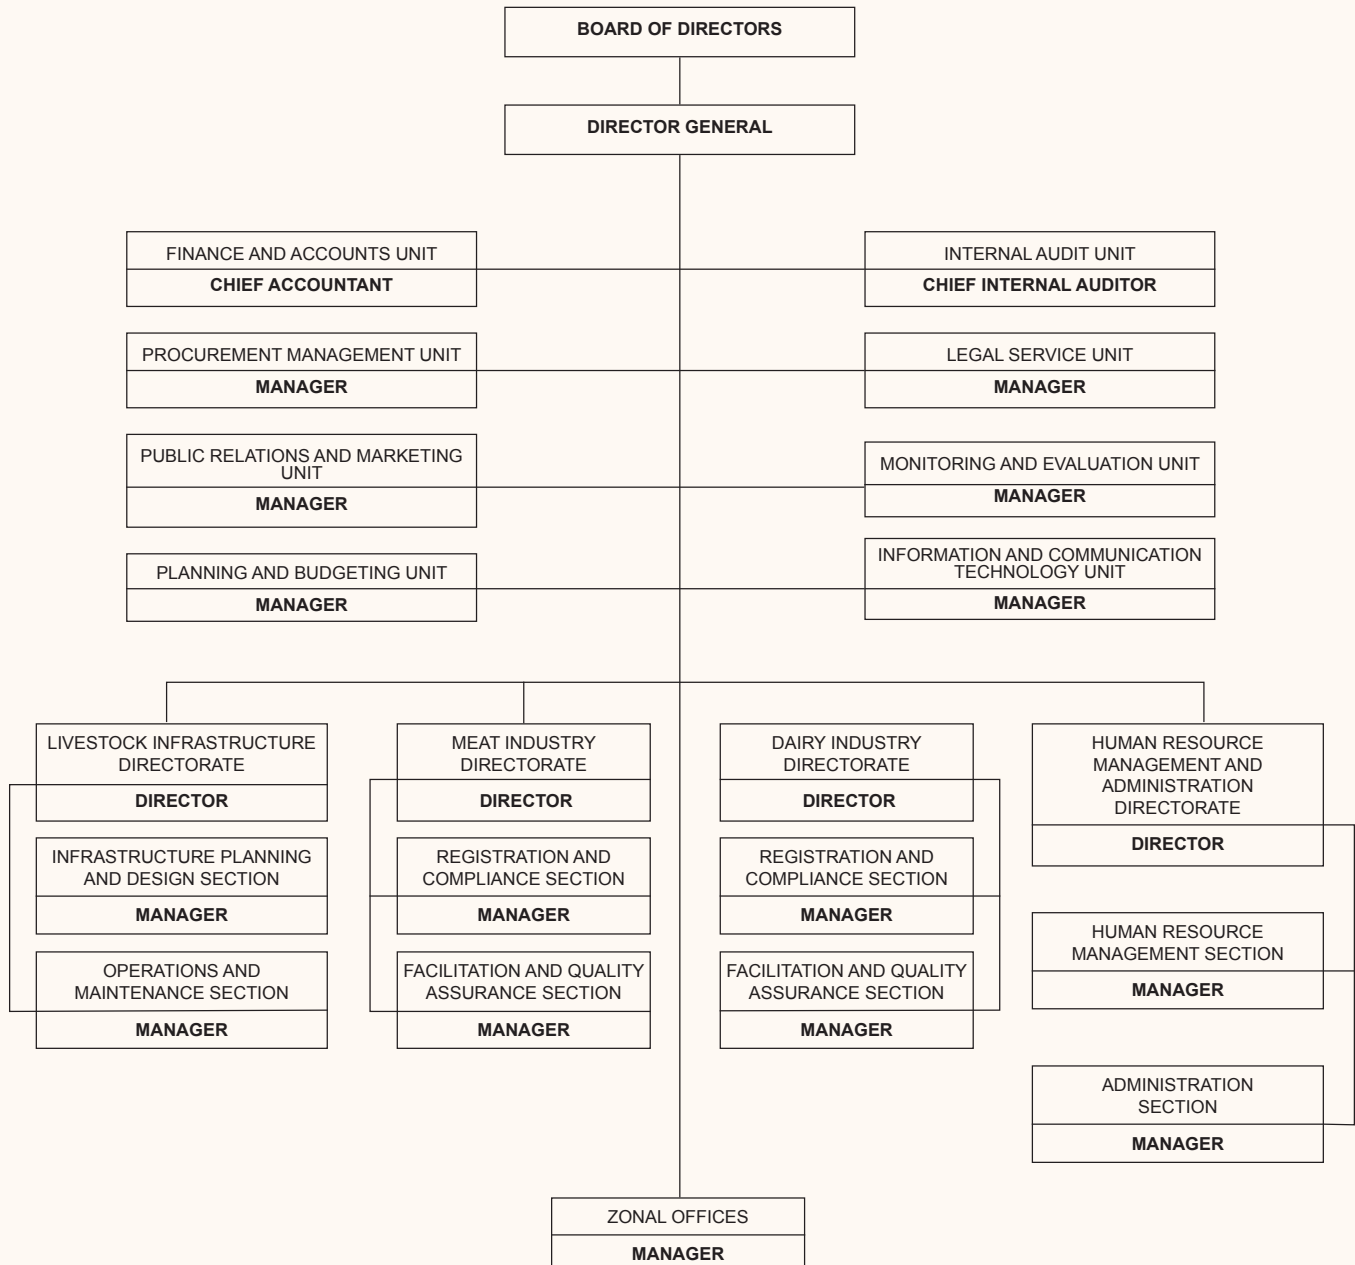 BOARD OF DIRECTORS
DIRECTOR GENERAL
FINANCE AND ACCOUNTS UNIT
CHIEF ACCOUNTANT
INTERNAL AUDIT UNIT
CHIEF INTERNAL AUDITOR
PROCUREMENT MANAGEMENT UNIT
MANAGER
LEGAL SERVICE UNIT
MANAGER
PUBLIC RELATIONS AND MARKETING
UNIT
MANAGER
MONITORING AND EVALUATION UNIT
MANAGER
PLANNING AND BUDGETING UNIT
MANAGER
INFORMATION AND COMMUNICATION
TECHNOLOGY UNIT
MANAGER
LIVESTOCK INFRASTRUCTURE
DIRECTORATE
DIRECTOR
INFRASTRUCTURE PLANNING
AND DESIGN SECTION
MANAGER
OPERATIONS AND
MAINTENANCE SECTION
MANAGER
MEAT INDUSTRY
DIRECTORATE
DIRECTOR
REGISTRATION AND
COMPLIANCE SECTION
MANAGER
FACILITATION AND QUALITY
ASSURANCE SECTION
MANAGER
DAIRY INDUSTRY
DIRECTORATE
DIRECTOR
REGISTRATION AND
COMPLIANCE SECTION
MANAGER
FACILITATION AND QUALITY
ASSURANCE SECTION
MANAGER
HUMAN RESOURCE
MANAGEMENT AND
ADMINISTRATION
DIRECTORATE
DIRECTOR
HUMAN RESOURCE
MANAGEMENT SECTION
MANAGER
ADMINISTRATION
SECTION
MANAGER
ZONAL OFFICES
MANAGER